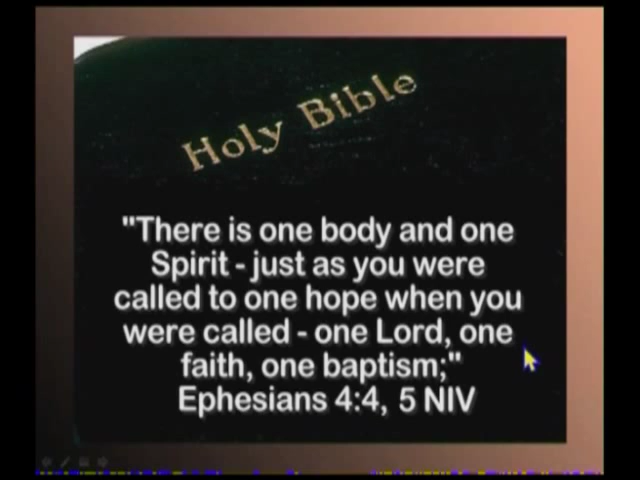 Holy Bible
"There is one body and one
Spirit - just as you were
called to one hope when you
were called - one Lord, one
faith, one baptism;"
Ephesians 4:4, 5 NIV